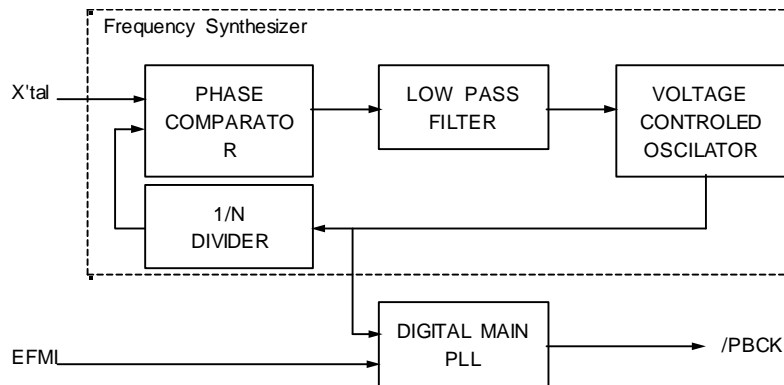 Frequency Synthesizer
X'tal
PHASE
COMPARATO
R
LOW PASS
FILTER
VOLTAGE
CONTROLED
OSCILATOR
1/N
DIVIDER
EFMI
DIGITAL MAIN
PLL
/PBCK